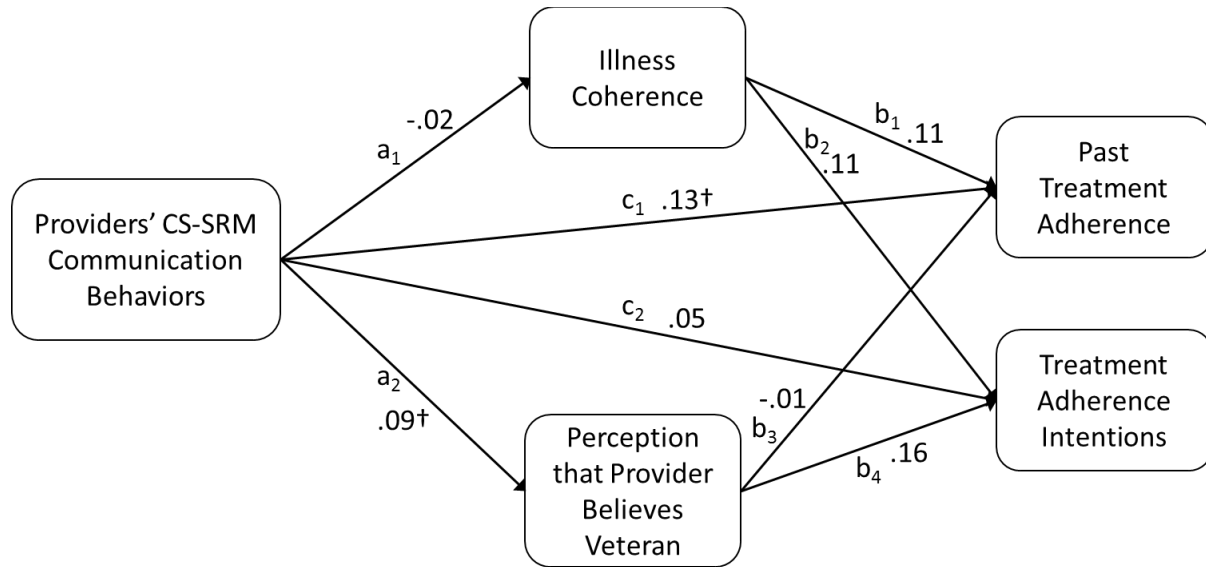 Illness
Coherence
-.02
a₁
b₁ .11
b₂
.11
Past
Treatment
Adherence
Providers' CS-SRM
Communication
Behaviors
c₁ .13†
c₂ .05
a₂
.09†
-.01
b₃
b₄ .16
Treatment
Adherence
Intentions
Perception
that Provider
Believes
Veteran